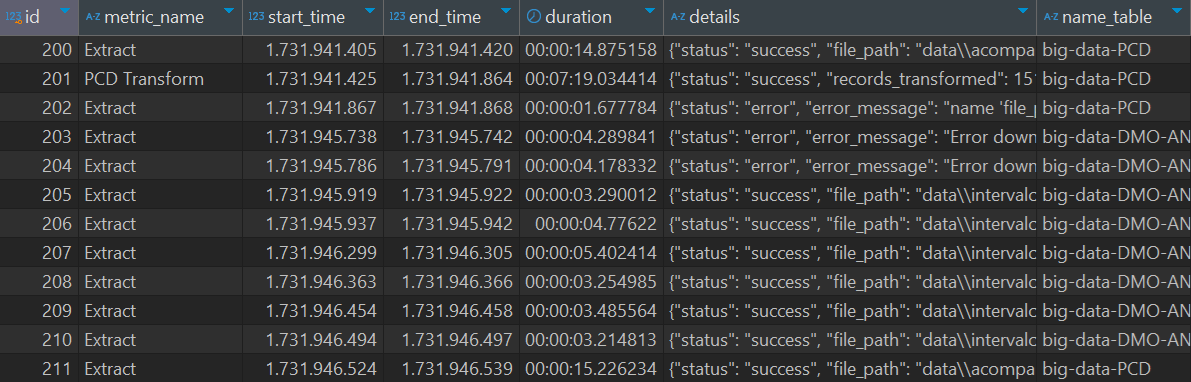 123 id A-Z metric_name 123 start_time 123 end_time duration A-Z details A-Z name_table
200 Extract 1.731.941.405 1.731.941.420 00:00:14.875158 {"status": "success", "file_path": "data\\acompa big-data-PCD
201 PCD Transform 1.731.941.425 1.731.941.864 00:07:19.034414 {"status": "success", "records_transformed": 15 big-data-PCD
202 Extract 1.731.941.867 1.731.941.868 00:00:01.677784 {"status": "error", "error_message": "name 'file_p big-data-PCD
203 Extract 1.731.945.738 1.731.945.742 00:00:04.289841 {"status": "error", "error_message": "Error down big-data-DMO-AN
204 Extract 1.731.945.786 1.731.945.791 00:00:04.178332 {"status": "error", "error_message": "Error down big-data-DMO-AN
205 Extract 1.731.945.919 1.731.945.922 00:00:03.290012 {"status": "success", "file_path": "data\\intervalo big-data-DMO-AN
206 Extract 1.731.945.937 1.731.945.942 00:00:04.77622 {"status": "success", "file_path": "data\\intervalo big-data-DMO-AN
207 Extract 1.731.946.299 1.731.946.305 00:00:05.402414 {"status": "success", "file_path": "data\\intervalo big-data-DMO-AN
208 Extract 1.731.946.363 1.731.946.366 00:00:03.254985 {"status": "success", "file_path": "data\\intervalo big-data-DMO-AN
209 Extract 1.731.946.454 1.731.946.458 00:00:03.485564 {"status": "success", "file_path": "data\\intervalo big-data-DMO-AN
210 Extract 1.731.946.494 1.731.946.497 00:00:03.214813 {"status": "success", "file_path": "data\\intervalo big-data-DMO-AN
211 Extract 1.731.946.524 1.731.946.539 00:00:15.226234 {"status": "success", "file_path": "data\\acompa big-data-PCD